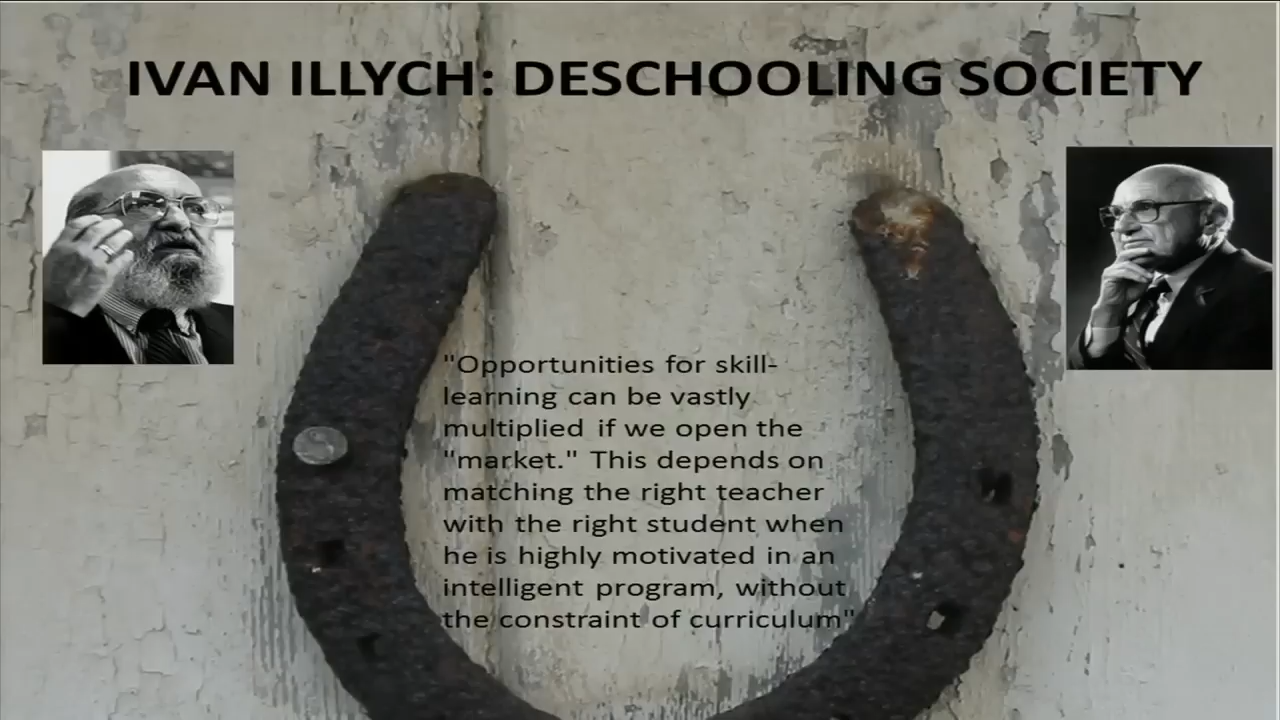 IVAN ILLYCH: DESCHOOLING SOCIETY
"Opportunities for skill-
learning can be vastly
multiplied if we open the
"market." This depends on
matching the right teacher
with the right student when
he is highly motivated in an
intelligent program, without
the constraint of curriculum"